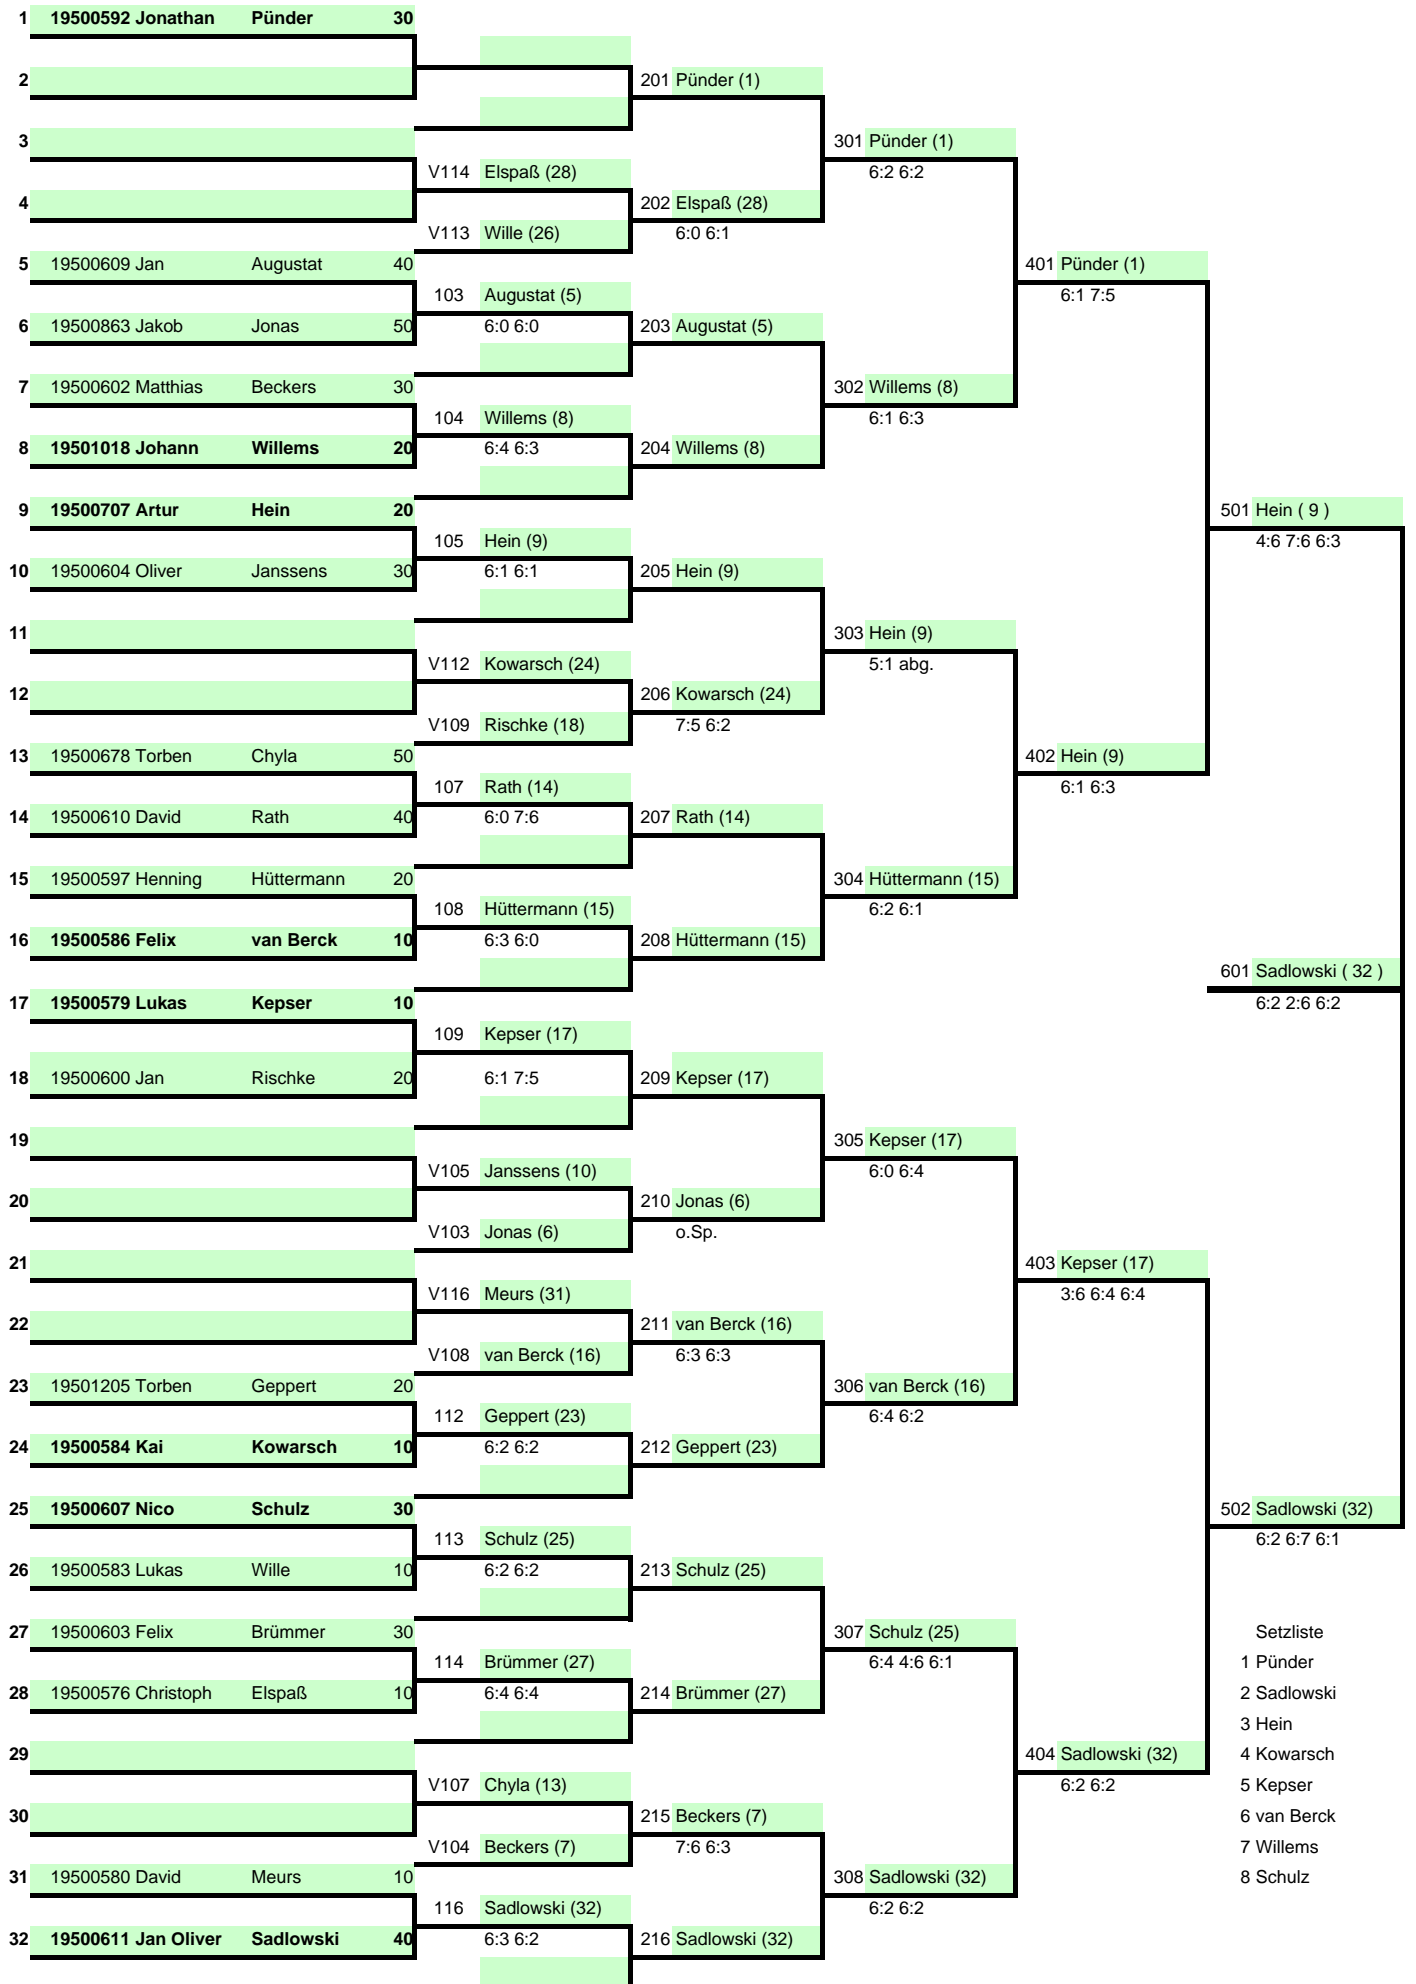 1 19500592 Jonathan Pünder 30
2 201 Pünder (1)
3 301 Pünder (1)
V114 Elspaß (28) 6:2 6:2
4 202 Elspaß (28)
V113 Wille (26) 6:0 6:1
5 19500609 Jan Augustat 40 401 Pünder (1)
103 Augustat (5) 6:1 7:5
6 19500863 Jakob Jonas 50 6:0 6:0 203 Augustat (5)
7 19500602 Matthias Beckers 30 302 Willems (8)
104 Willems (8) 6:1 6:3
8 19501018 Johann Willems 20 6:4 6:3 204 Willems (8)
9 19500707 Artur Hein 20 501 Hein ( 9 )
105 Hein (9) 4:6 7:6 6:3
10 19500604 Oliver Janssens 30 6:1 6:1 205 Hein (9)
11 303 Hein (9)
V112 Kowarsch (24) 5:1 abg.
12 206 Kowarsch (24)
V109 Rischke (18) 7:5 6:2
13 19500678 Torben Chyla 50 402 Hein (9)
107 Rath (14) 6:1 6:3
14 19500610 David Rath 40 6:0 7:6 207 Rath (14)
15 19500597 Henning Hüttermann 20 304 Hüttermann (15)
108 Hüttermann (15) 6:2 6:1
16 19500586 Felix van Berck 10 6:3 6:0 208 Hüttermann (15)
601 Sadlowski ( 32 )
17 19500579 Lukas Kepser 10 6:2 2:6 6:2
109 Kepser (17)
18 19500600 Jan Rischke 20 6:1 7:5 209 Kepser (17)
19 305 Kepser (17)
V105 Janssens (10) 6:0 6:4
20 210 Jonas (6)
V103 Jonas (6) o.Sp.
21 403 Kepser (17)
V116 Meurs (31) 3:6 6:4 6:4
22 211 van Berck (16)
V108 van Berck (16) 6:3 6:3
23 19501205 Torben Geppert 20 306 van Berck (16)
112 Geppert (23) 6:4 6:2
24 19500584 Kai Kowarsch 10 6:2 6:2 212 Geppert (23)
25 19500607 Nico Schulz 30 502 Sadlowski (32)
113 Schulz (25) 6:2 6:7 6:1
26 19500583 Lukas Wille 10 6:2 6:2 213 Schulz (25)
27 19500603 Felix Brümmer 30 307 Schulz (25) Setzliste
114 Brümmer (27) 6:4 4:6 6:1 1 Pünder
28 19500576 Christoph Elspaß 10 6:4 6:4 214 Brümmer (27) 2 Sadlowski
3 Hein
29 404 Sadlowski (32) 4 Kowarsch
V107 Chyla (13) 6:2 6:2 5 Kepser
30 215 Beckers (7) 6 van Berck
V104 Beckers (7) 7:6 6:3 7 Willems
31 19500580 David Meurs 10 308 Sadlowski (32) 8 Schulz
116 Sadlowski (32) 6:2 6:2
32 19500611 Jan Oliver Sadlowski 40 6:3 6:2 216 Sadlowski (32)